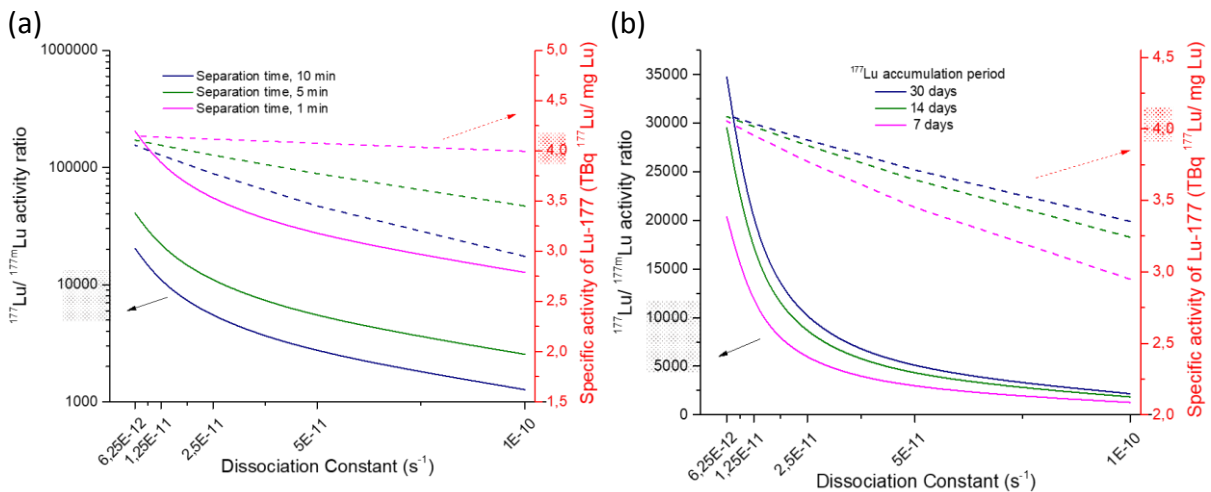 (a)
1000000
100000
10000
1000
¹⁷⁷Lu/ ¹⁷⁷ᵐLu activity ratio
Separation time, 10 min
Separation time, 5 min
Separation time, 1 min
5,0
4,5
4,0
3,5
3,0
2,5
2,0
1,5
Specific activity of Lu-177 (TBq ¹⁷⁷Lu/ mg Lu)
6,25E-12
1,25E-11
2,5E-11
5E-11
1E-10
Dissociation Constant (s⁻¹)
(b)
35000
30000
25000
20000
15000
10000
5000
0
¹⁷⁷Lu/ ¹⁷⁷ᵐLu activity ratio
¹⁷⁷Lu accumulation period
30 days
14 days
7 days
4,5
4,0
3,5
3,0
2,5
2,0
Specific activity of Lu-177 (TBq ¹⁷⁷Lu/ mg Lu)
6,25E-12
1,25E-11
2,5E-11
5E-11
1E-10
Dissociation Constant (s⁻¹)